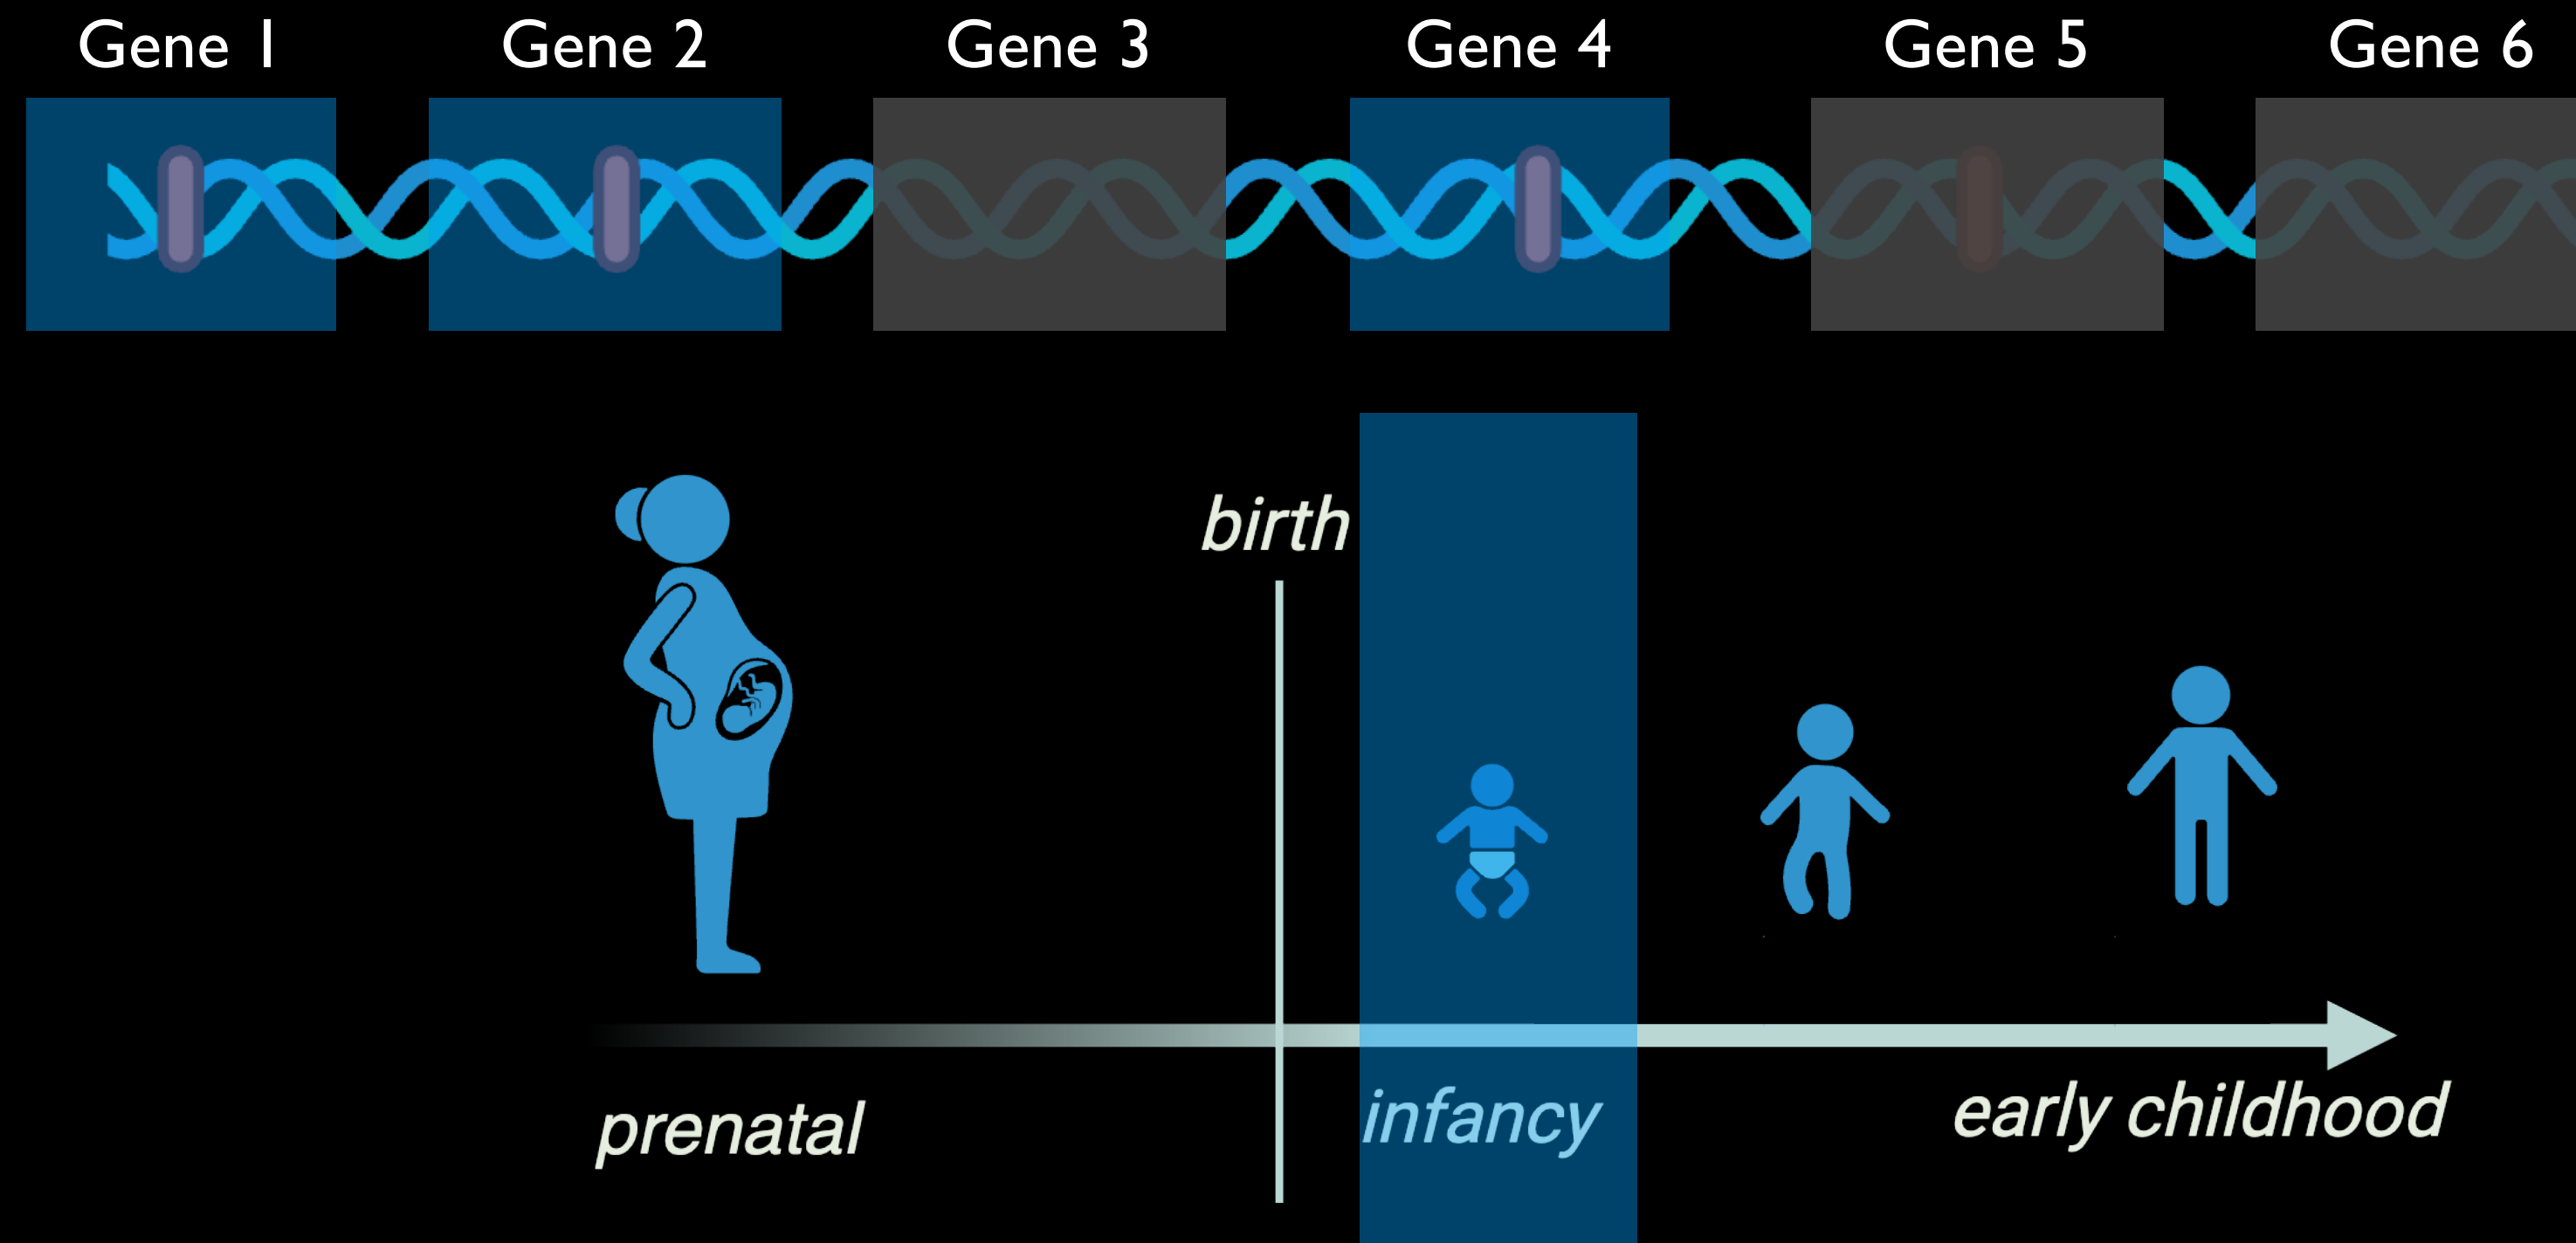 Gene 1
Gene 2
Gene 3
Gene 4
Gene 5
Gene 6
birth
prenatal
infancy
early childhood